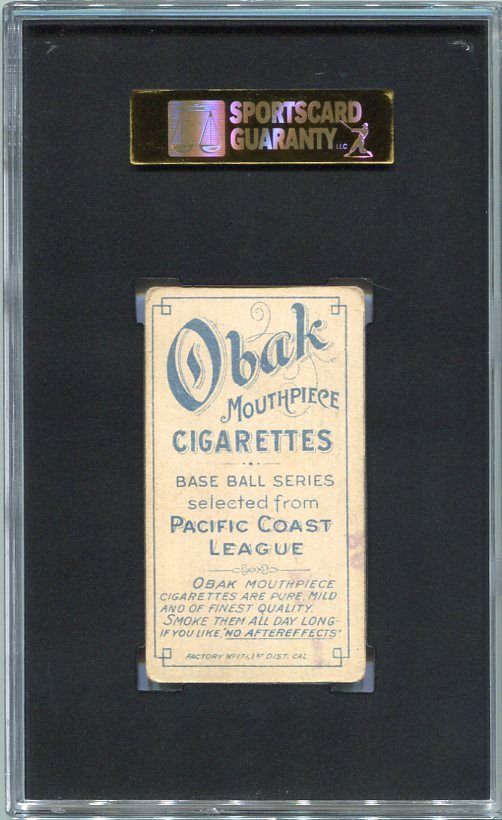 SPORTSCARD
GUARANTY LLC
Obak
MOUTHPIECE
CIGARETTES
BASE BALL SERIES
selected from
PACIFIC COAST
LEAGUE
OBAK MOUTHPIECE
CIGARETTES ARE PURE, MILD
AND OF FINEST QUALITY.
SMOKE THEM ALL DAY LONG-
IF YOU LIKE, "NO AFTEREFFECTS"
FACTORY Nº 171, 1ST DIST. CAL